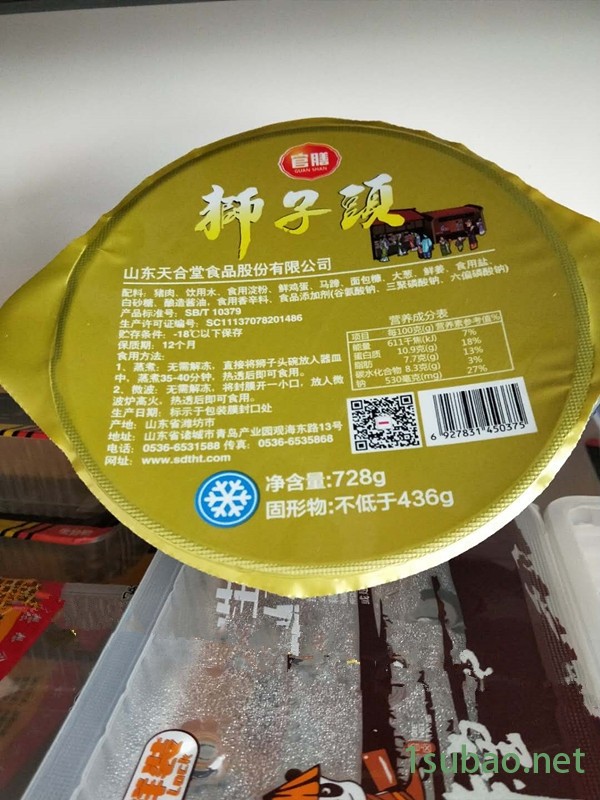 官膳
GUAN SHAN
狮子頭
山东天合堂食品股份有限公司
配料：猪肉、饮用水、食用淀粉、鲜鸡蛋、马蹄、面包糠、大葱、鲜姜、食用盐、
白砂糖、酿造酱油、食用香辛料、食品添加剂(谷氨酸钠、三聚磷酸钠、六偏磷酸钠)
产品标准号：SB/T 10379
生产许可证编号：SC11137078201486
贮存条件：-18℃以下保存
保质期：12个月
食用方法：
1、蒸煮：无需解冻，直接将狮子头碗放入器皿
中，蒸煮35-40分钟，热透后即可食用。
2、微波：无需解冻，将封膜开一小口，放入微
波炉高火，热透后即可食用。
生产日期：标示于包装膜封口处
产地：山东省潍坊市
地址：山东省诸城市青岛产业园观海东路13号
电话：0536-6531588 传真：0536-6535868
网址：www.sdtht.com
营养成分表
项目 每100克(g) 营养素参考值%
能量 611千焦(kJ) 7%
蛋白质 10.9克(g) 18%
脂肪 7.7克(g) 13%
碳水化合物 8.3克(g) 3%
钠 530毫克(mg) 27%
6 927831 450375
净含量:728g
固形物:不低于436g
1subao.net